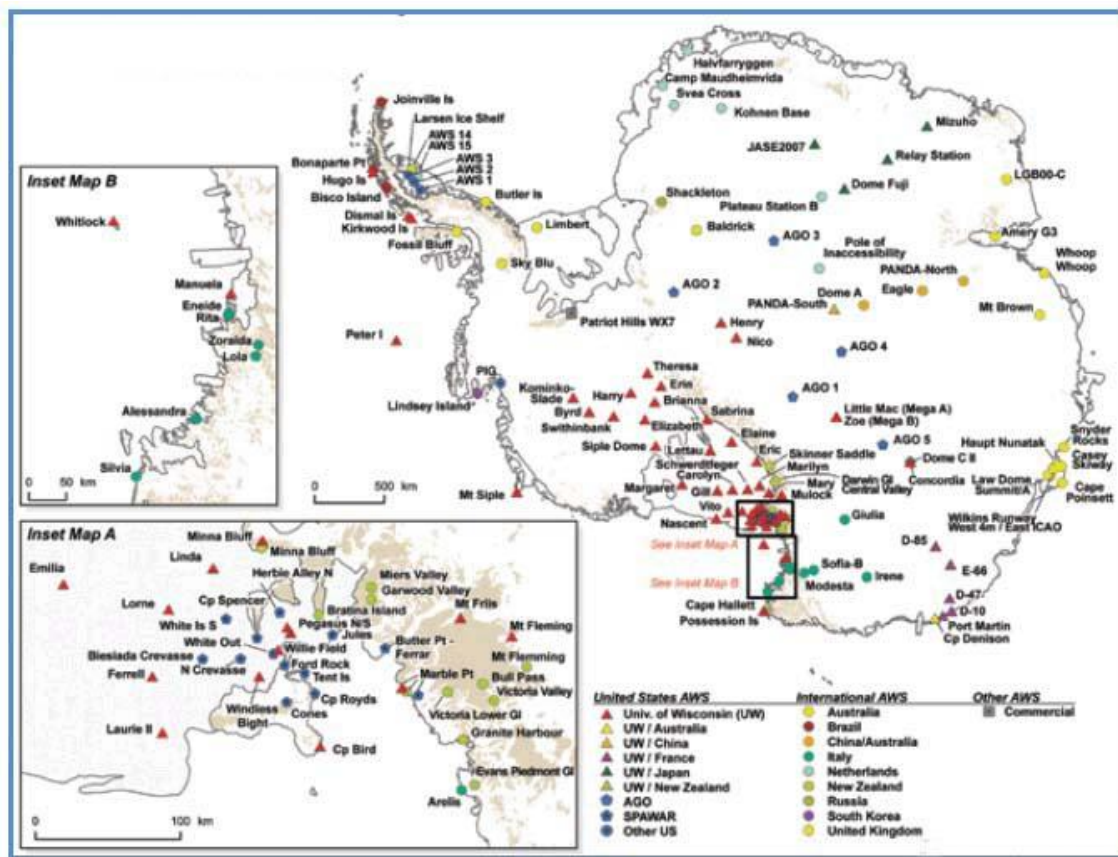 Halvfarryggen
Camp Maudheimvida
Svea Cross
Kohnen Base
Mizuho
JASE2007
Relay Station
Dome Fuji
LGB00-C
Plateau Station B
Shackleton
Baldrick
AGO 3
Amery G3
Pole of
Inaccessibility
Whoop
Whoop
PANDA-North
Eagle
Dome A
PANDA-South
Mt Brown
AGO 2
Joinville Is
Larsen Ice Shelf
AWS 14
AWS 15
AWS 3
AWS 2
AWS 1
Bonaparte Pt
Hugo Is
Bisco Island
Butler Is
Dismal Is
Kirkwood Is
Limbert
Fossil Bluff
Sky Blu
Patriot Hills WX7
Peter I
Henry
Nico
AGO 4
PIG
Lindsey Island
Theresa
Kominko-
Slade
Harry
Erin
Brianna
AGO 1
Byrd
Swithinbank
Elizabeth
Sabrina
Little Mac (Mega A)
Zoe (Mega B)
Siple Dome
Lettau
Elaine
Eric
AGO 5
Haupt Nunatak
Snyder
Rocks
Casey
Skiway
Skinner Saddle
Marilyn
Schwerdtfeger
Carolyn
Dome C II
Concordia
Law Dome
Summit/A
Cape
Poinsett
Mt Siple
Margaret
Gill
Mary
Darwin Gl
Central Valley
Mulock
Vito
Nascent
Giulia
Wilkins Runway
West 4m / East ICAO
See Inset Map A
D-85
See Inset Map B
Sofia-B
Modesta
Irene
E-66
Cape Hallett
Possession Is
D-47
D-10
Port Martin
Cp Denison
0 500
km
Inset Map B
Whitlock
Manuela
Eneide
Rita
Zoraida
Lola
Alessandra
Silvia
0 50
km
Inset Map A
Minna Bluff
Minna Bluff
Emilia
Linda
Herbie Alley N
Miers Valley
Garwood Valley
Cp Spencer
Mt Friis
Lorne
Bratina Island
White Is S
Pegasus N/S
Jules
Mt Fleming
White Out
Willie Field
Butter Pt -
Ferrar
Biesiada Crevasse
Ford Rock
Mt Flemming
N Crevasse
Tent Is
Marble Pt
Bull Pass
Ferrell
Cp Royds
Victoria Valley
Windless
Bight
Cones
Victoria Lower Gl
Laurie II
Granite Harbour
Cp Bird
Evans Piedmont Gl
Arelis
0 100 km
United States AWS
Univ. of Wisconsin (UW)
UW / Australia
UW / China
UW / France
UW / Japan
UW / New Zealand
AGO
SPAWAR
Other US
International AWS
Australia
Brazil
China/Australia
Italy
Netherlands
New Zealand
Russia
South Korea
United Kingdom
Other AWS
Commercial